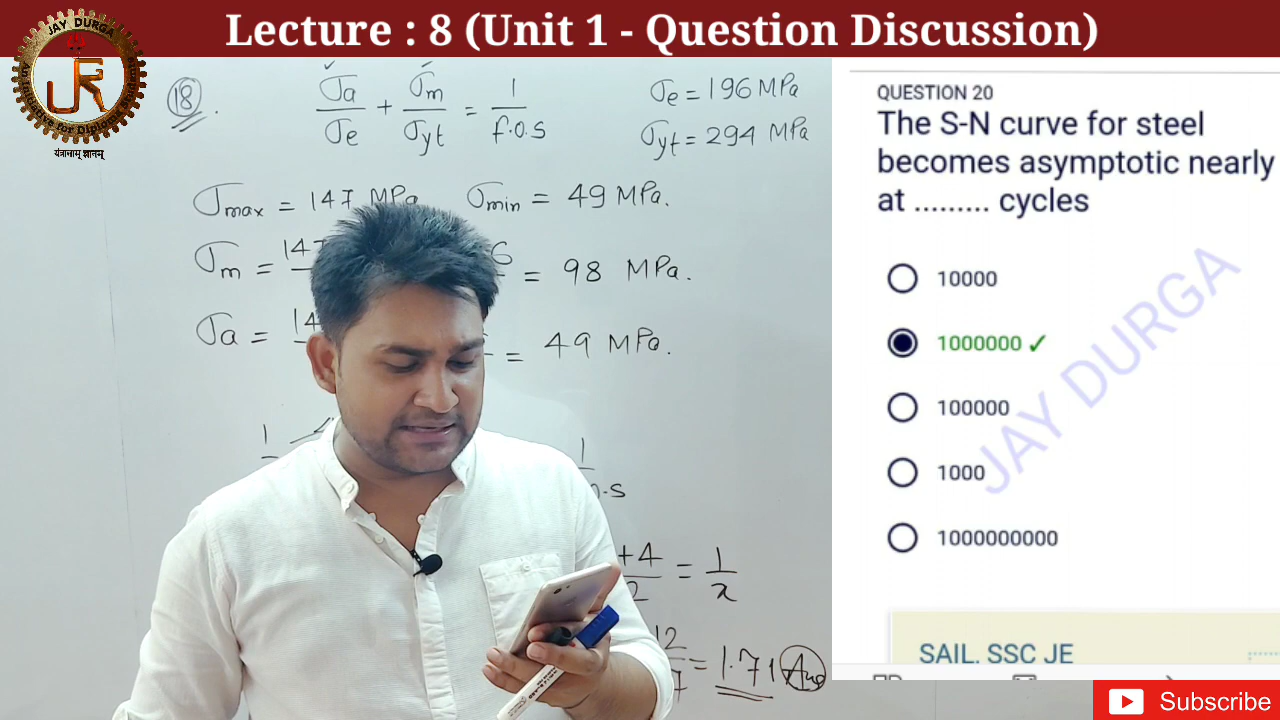 Lecture : 8 (Unit 1 - Question Discussion)
JAY DURGA
यंत्रानाम् ज्ञानम्
18.
σa/σe + σm/σyt = 1/f.o.s
σe = 196 MPa
σyt = 294 MPa
σmax = 147 MPa σmin = 49 MPa.
σm = = 98 MPa.
σa = = 49 MPa.
+4/2 = 1/x
= 1.71 Ans
QUESTION 20
The S-N curve for steel
becomes asymptotic nearly
at ......... cycles
10000
1000000 ✓
100000
1000
1000000000
JAY DURGA
SAIL. SSC JE
Subscribe